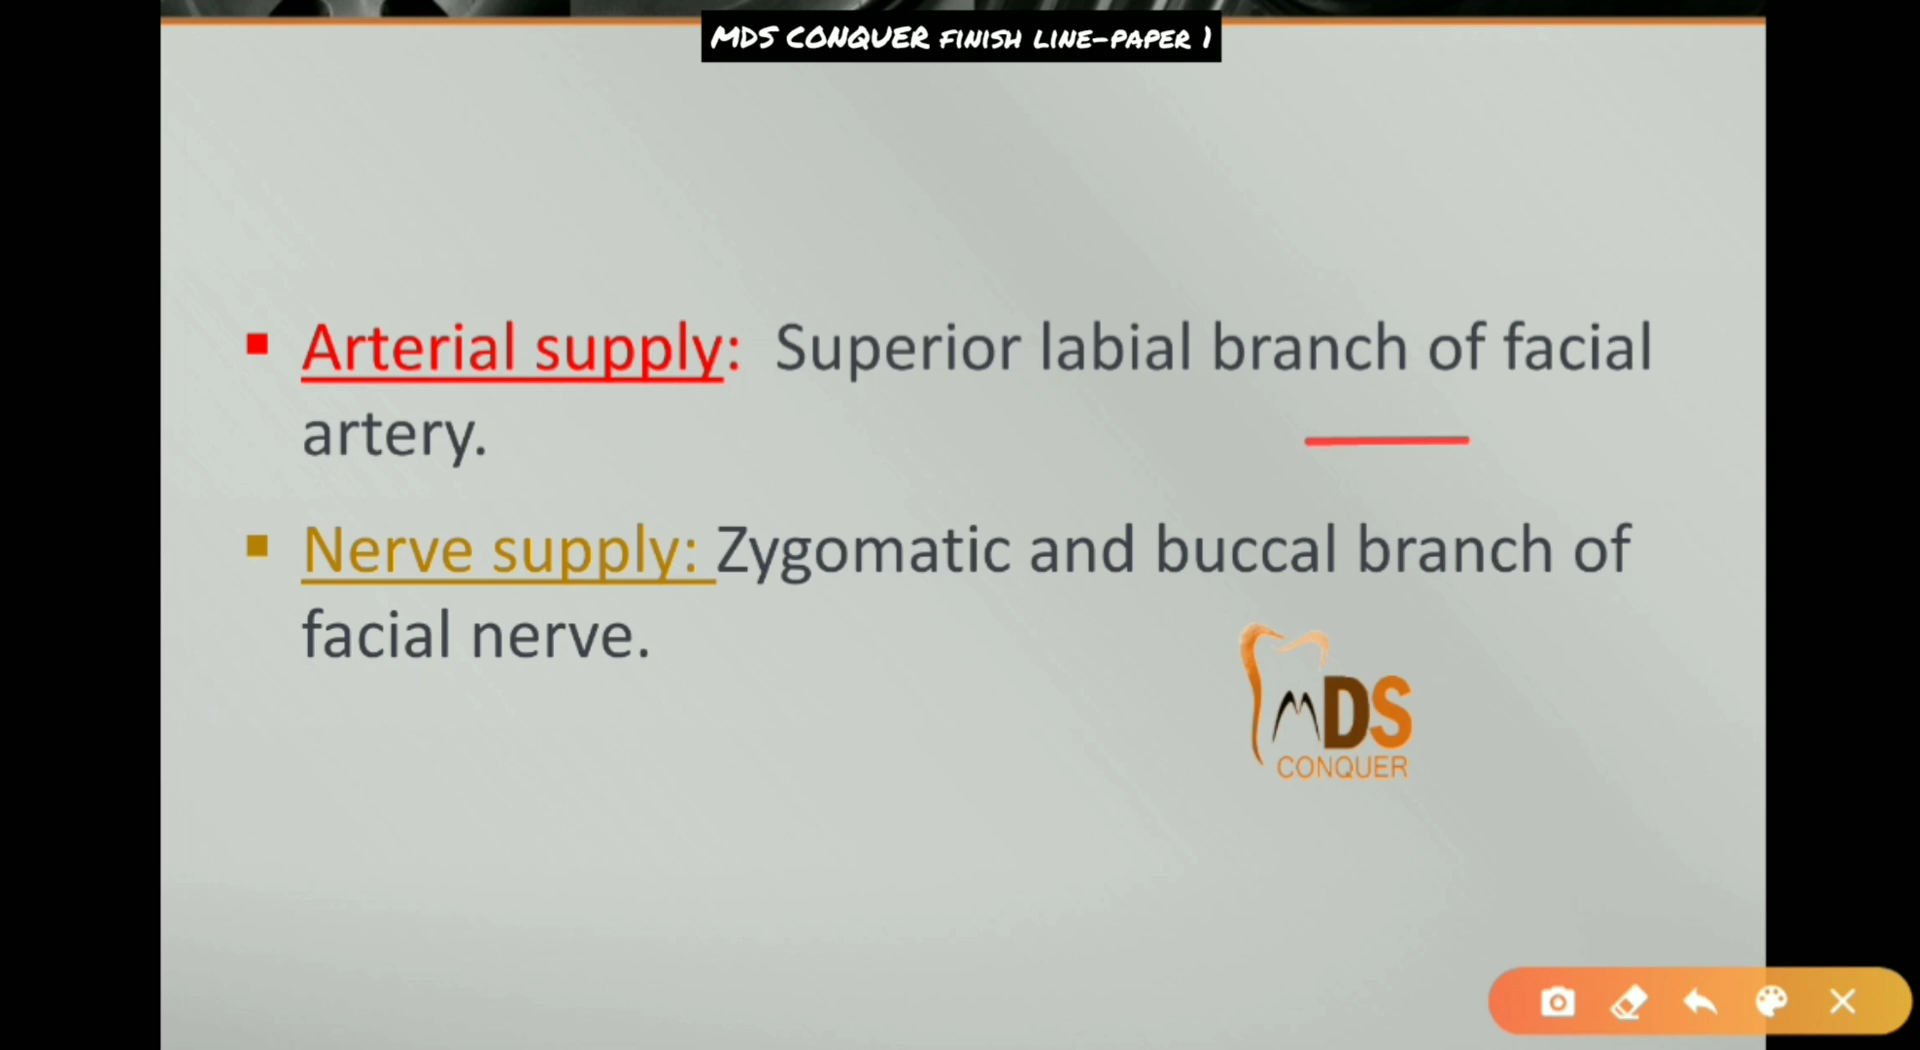 MDS CONQUER FINISH LINE-PAPER 1
▪ Arterial supply: Superior labial branch of facial
artery.
▪ Nerve supply: Zygomatic and buccal branch of
facial nerve.
MDS
CONQUER